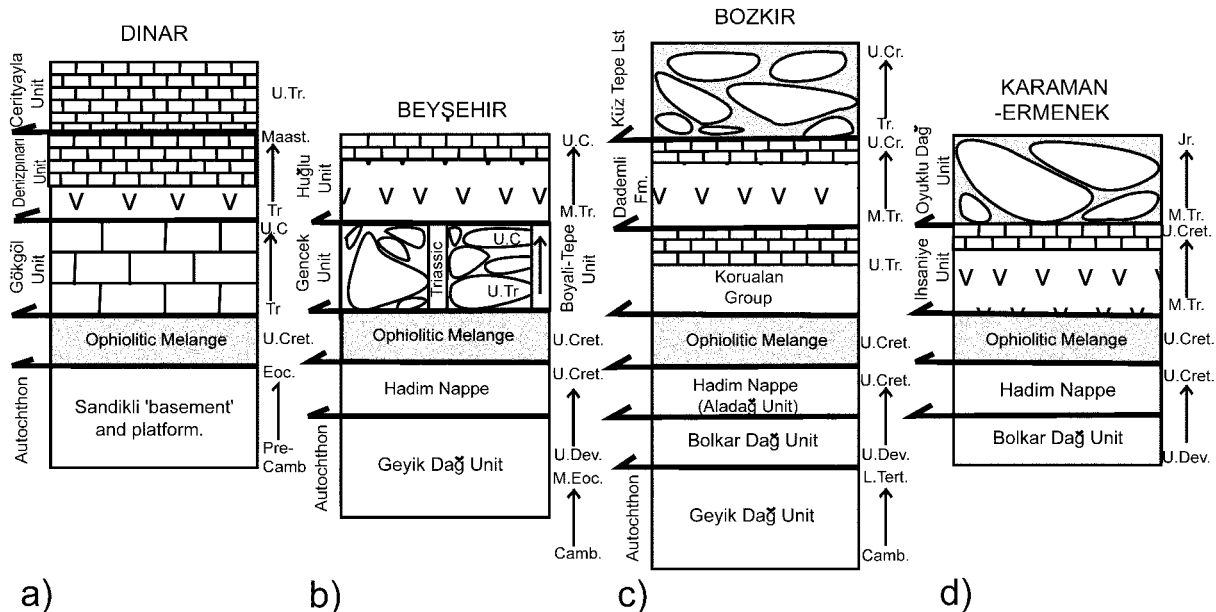 DINAR
Cerityayla
Unit
U.Tr.
Maast.
Denizpınarı
Unit
V V V V
Tr
U.C
Gökgöl
Unit
Tr
Ophiolitic Melange
U.Cret.
Eoc.
Autochthon
Sandikli 'basement'
and platform.
Pre-
Camb
a)
BEYŞEHIR
U.C.
Huğlu
Unit
V V V V V
M.Tr.
Gencek
Unit
Triassic
U.C
U.Tr
Boyali-Tepe
Unit
Ophiolitic Melange
U.Cret.
U.Cret.
Hadim Nappe
U.Dev.
Autochthon
Geyik Dağ Unit
M.Eoc.
Camb.
b)
BOZKIR
Küz Tepe Lst
U.Cr.
Tr.
U.Cr.
Dademli
Fm.
V V V V
M.Tr.
U.Tr.
Korualan
Group
Ophiolitic Melange
U.Cret.
Hadim Nappe
(Aladağ Unit)
U.Cret.
Bolkar Dağ Unit
U.Dev.
Autochthon
L.Tert.
Geyik Dağ Unit
Camb.
c)
KARAMAN
-ERMENEK
Oyuklu Dağ
Unit
Jr.
M.Tr.
U.Cret.
Ihsaniye
Unit
V V V V V
M.Tr.
Ophiolitic Melange
U.Cret.
U.Cret.
Hadim Nappe
Bolkar Dağ Unit
U.Dev.
d)